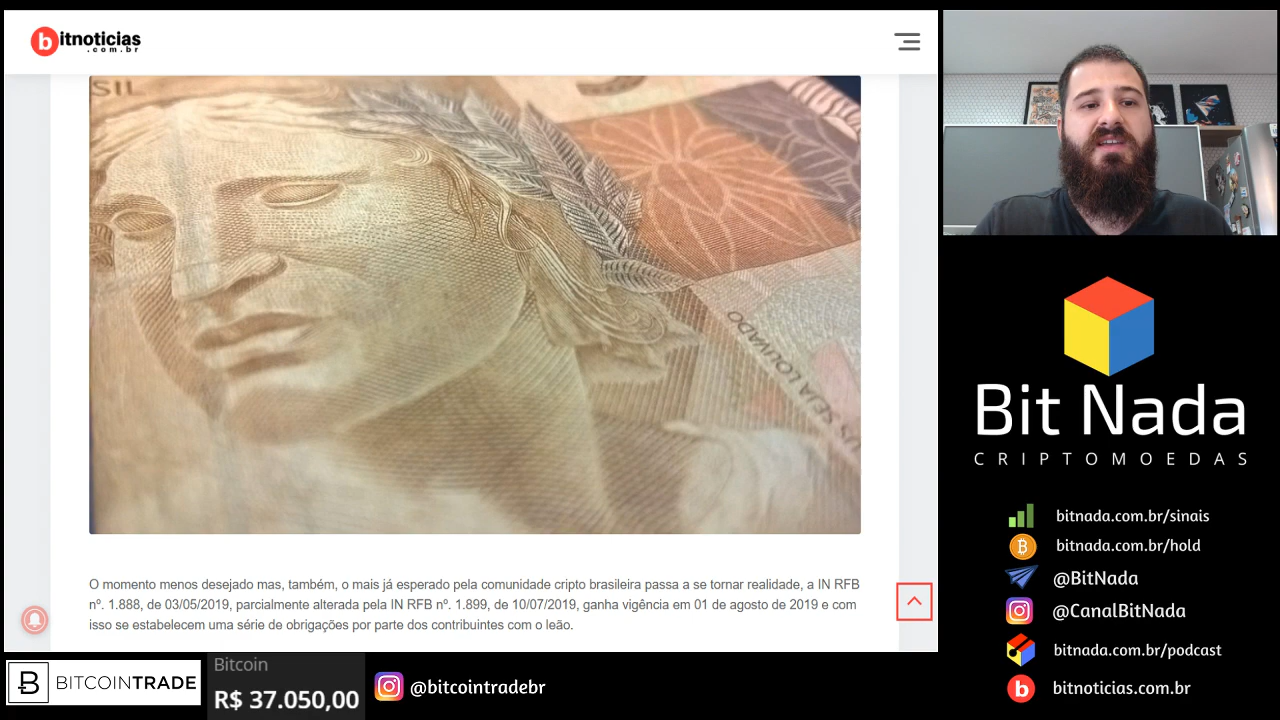 bitnoticias
.com.br
SIL
US SEJA LOUVADO
O momento menos desejado mas, também, o mais já esperado pela comunidade cripto brasileira passa a se tornar realidade, a IN RFB
nº. 1.888, de 03/05/2019, parcialmente alterada pela IN RFB nº. 1.899, de 10/07/2019, ganha vigência em 01 de agosto de 2019 e com
isso se estabelecem uma série de obrigações por parte dos contribuintes com o leão.
BITCOINTRADE
Bitcoin
R$ 37.050,00
@bitcointradebr
Bit Nada
CRIPTOMOEDAS
bitnada.com.br/sinais
bitnada.com.br/hold
@BitNada
@CanalBitNada
bitnada.com.br/podcast
b bitnoticias.com.br